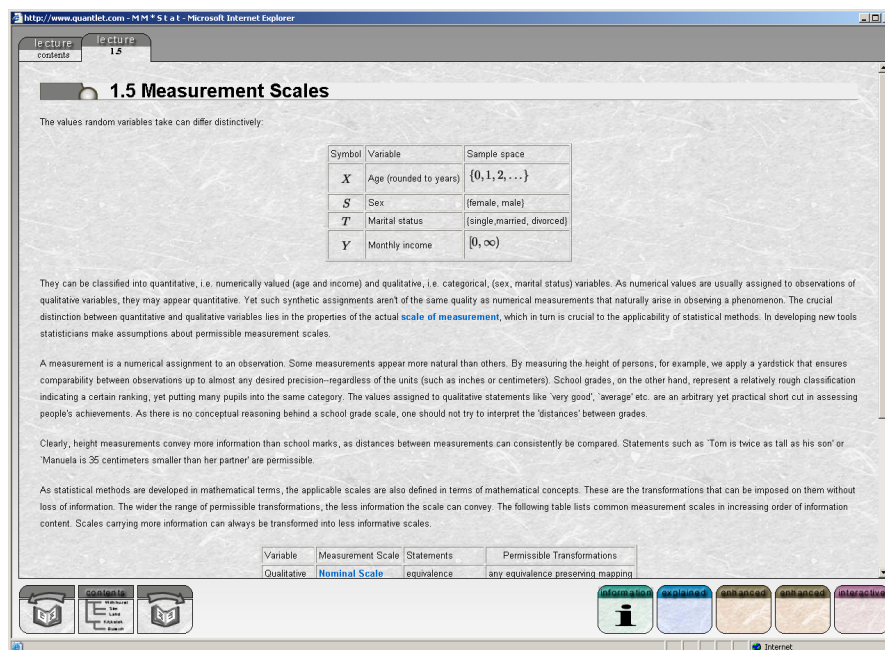 http://www.quantlet.com - M M * S t a t - Microsoft Internet Explorer
lecture
contents
lecture
1.5
1.5 Measurement Scales
The values random variables take can differ distinctively:
Symbol Variable Sample space
X Age (rounded to years) {0, 1, 2, . . .}
S Sex {female, male}
T Marital status {single,married, divorced}
Y Monthly income [0, ∞)
They can be classified into quantitative, i.e. numerically valued (age and income) and qualitative, i.e. categorical, (sex, marital status) variables. As numerical values are usually assigned to observations of
qualitative variables, they may appear quantitative. Yet such synthetic assignments aren't of the same quality as numerical measurements that naturally arise in observing a phenomenon. The crucial
distinction between quantitative and qualitative variables lies in the properties of the actual scale of measurement, which in turn is crucial to the applicability of statistical methods. In developing new tools
statisticians make assumptions about permissible measurement scales.
A measurement is a numerical assignment to an observation. Some measurements appear more natural than others. By measuring the height of persons, for example, we apply a yardstick that ensures
comparability between observations up to almost any desired precision--regardless of the units (such as inches or centimeters). School grades, on the other hand, represent a relatively rough classification
indicating a certain ranking, yet putting many pupils into the same category. The values assigned to qualitative statements like `very good', `average' etc. are an arbitrary yet practical short cut in assessing
people's achievements. As there is no conceptual reasoning behind a school grade scale, one should not try to interpret the 'distances' between grades.
Clearly, height measurements convey more information than school marks, as distances between measurements can consistently be compared. Statements such as `Tom is twice as tall as his son' or
`Manuela is 35 centimeters smaller than her partner' are permissible.
As statistical methods are developed in mathematical terms, the applicable scales are also defined in terms of mathematical concepts. These are the transformations that can be imposed on them without
loss of information. The wider the range of permissible transformations, the less information the scale can convey. The following table lists common measurement scales in increasing order of information
content. Scales carrying more information can always be transformed into less informative scales.
Variable Measurement Scale Statements Permissible Transformations
Qualitative Nominal Scale equivalence any equivalence preserving mapping
contents
information
i
explained
enhanced
enhanced
interactive
Internet